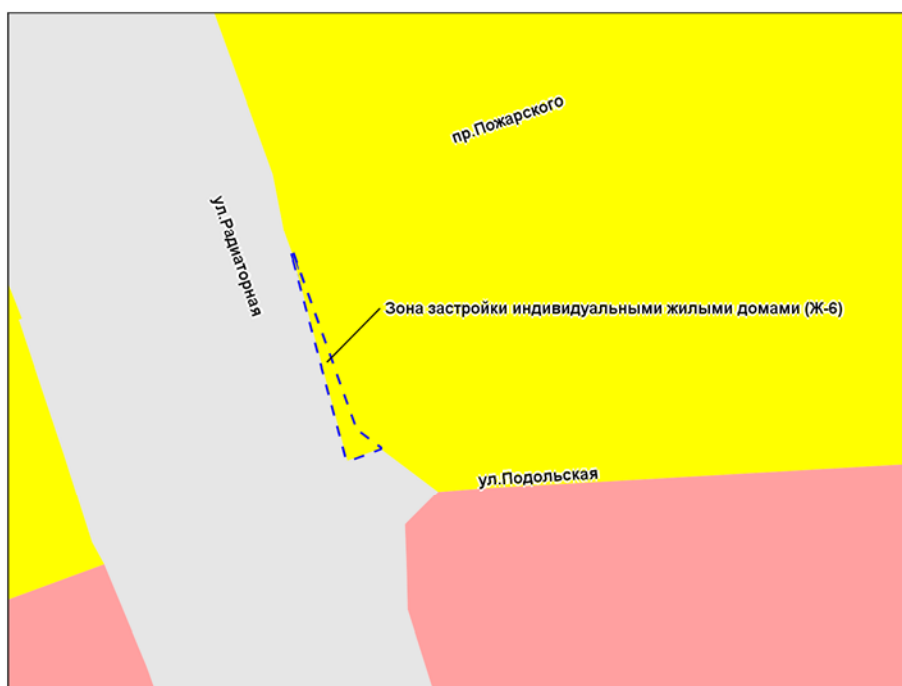 пр.Пожарского
ул.Радиаторная
Зона застройки индивидуальными жилыми домами (Ж-6)
ул.Подольская